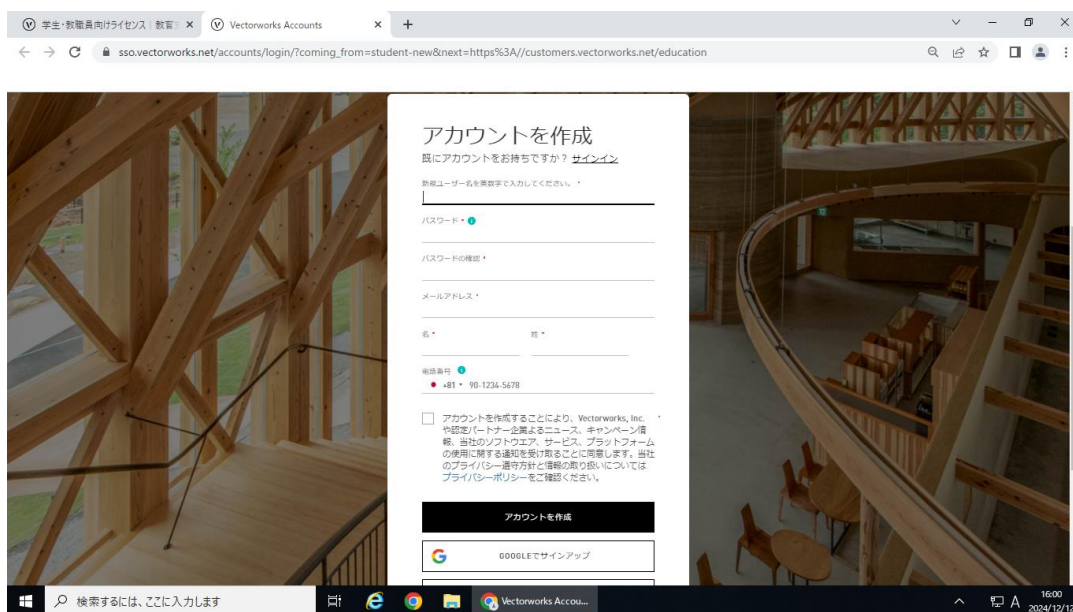 学生・教職員向けライセンス｜教育
Vectorworks Accounts
sso.vectorworks.net/accounts/login/?coming_from=student-new&next=https%3A//customers.vectorworks.net/education
アカウントを作成
既にアカウントをお持ちですか？ サインイン
新規ユーザー名を英数字で入力してください。 *
パスワード *
パスワードの確認 *
メールアドレス *
名 * 姓 *
電話番号
+81 90-1234-5678
アカウントを作成することにより、Vectorworks, Inc. *
や認定パートナー企業よるニュース、キャンペーン情
報、当社のソフトウエア、サービス、プラットフォーム
の使用に関する通知を受け取ることに同意します。当社
のプライバシー遵守方針と情報の取り扱いについては
プライバシーポリシーをご確認ください。
アカウントを作成
GOOGLEでサインアップ
検索するには、ここに入力します
Vectorworks Accou...
A
16:00
2024/12/12